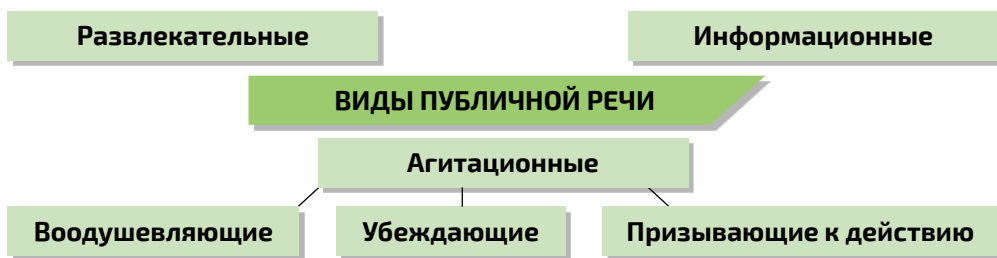 Развлекательные
Информационные
ВИДЫ ПУБЛИЧНОЙ РЕЧИ
Агитационные
Воодушевляющие
Убеждающие
Призывающие к действию